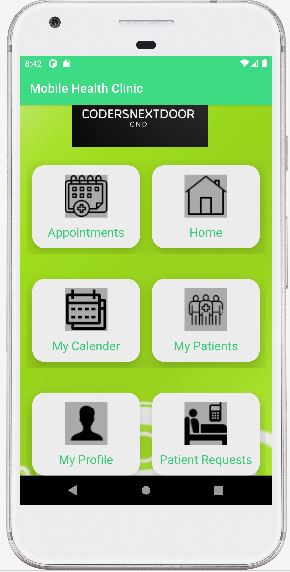 8:42
Mobile Health Clinic
CODERSNEXTDOOR
CND
Appointments
Home
My Calender
My Patients
My Profile
Patient Requests